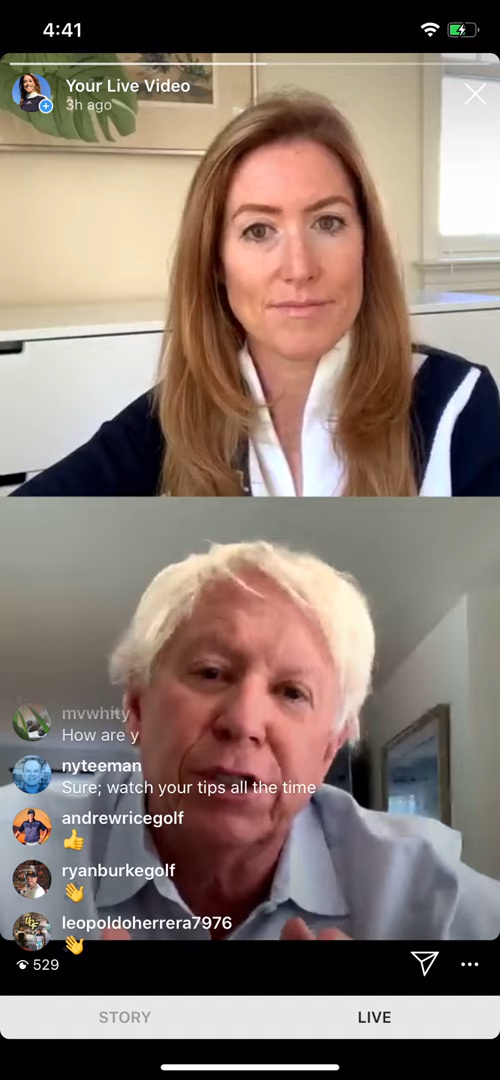 4:41
Your Live Video
3h ago
mvwhity
How are y
nyteeman
Sure; watch your tips all the time
andrewricegolf
👍
ryanburkegolf
👋
leopoldoherrera7976
👋
529
STORY
LIVE